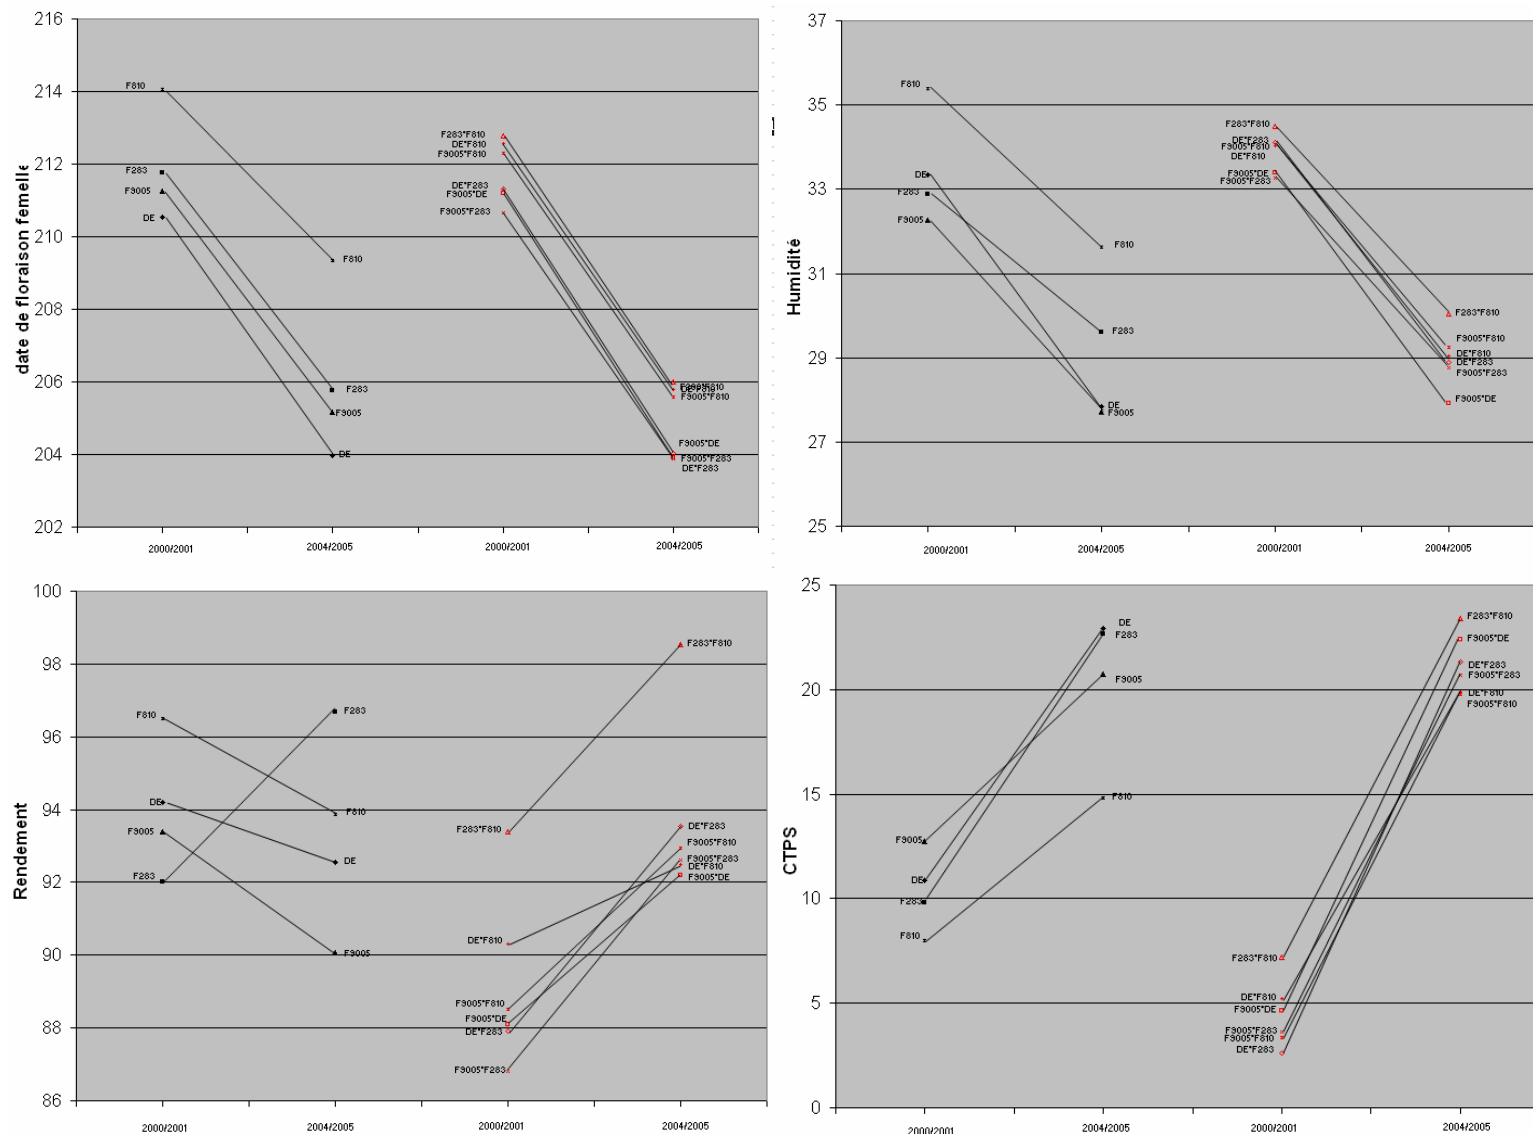 date de floraison femelle
216
214
212
210
208
206
204
202
F810
F283
F9005
DE
F810
F283
F9005
DE
F283*F810
DE*F810
F9005*F810
DE*F283
F9005*DE
F9005*F283
DE*F810
F9005*F810
F9005*DE
F9005*F283
DE*F283
2000/2001
2004/2005
2000/2001
2004/2005
Humidité
37
35
33
31
29
27
25
F810
DE
F283
F9005
F810
F283
DE
F9005
F283*F810
DE*F283
F9005*F810
DE*F810
F9005*DE
F9005*F283
F283*F810
F9005*F810
DE*F810
DE*F283
F9005*F283
F9005*DE
2000/2001
2004/2005
2000/2001
2004/2005
Rendement
100
98
96
94
92
90
88
86
F810
DE
F9005
F283
F283
F810
DE
F9005
F283*F810
DE*F810
F9005*F810
F9005*DE
DE*F283
F9005*F283
F283*F810
DE*F283
F9005*F810
F9005*F283
DE*F810
F9005*DE
2000/2001
2004/2005
2000/2001
2004/2005
CTPS
25
20
15
10
5
0
F9005
DE
F283
F810
DE
F283
F9005
F810
F283*F810
DE*F810
F9005*DE
F9005*F283
F9005*F810
DE*F283
F283*F810
F9005*DE
DE*F283
F9005*F283
DE*F810
F9005*F810
2000/2001
2004/2005
2000/2001
2004/2005